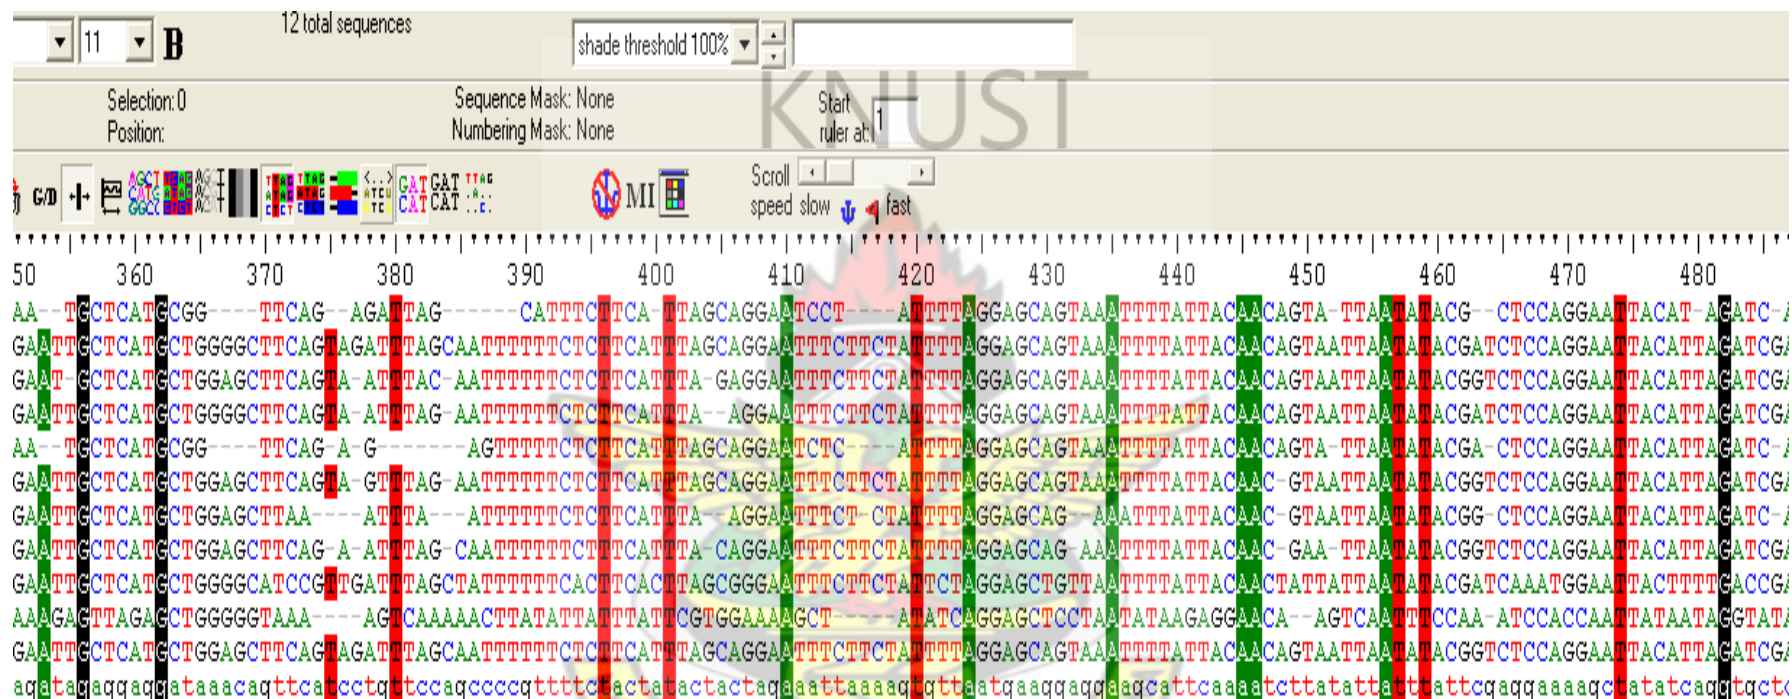 11 B 12 total sequences shade threshold 100%
KNUST
Selection: 0 Sequence Mask: None Start
Position: Numbering Mask: None ruler at: 1
Scroll
G/D MI speed slow fast
50 360 370 380 390 400 410 420 430 440 450 460 470 480
AA--TGCTCATGCGG----TTCAG--AGATTAG------CATTTCTTCA-TTAGCAGGAATCCT----ATTTTAGGAGCAGTAAATTTTATTACAACAGTA-TTAATATACG--CTCCAGGAATTACAT-AGATC-A
GAATTGCTCATGCTGGGGCTTCAGTAGATTTAGCAATTTTTTCTCTTCATTTAGCAGGAATTTCTTCTATTTTAGGAGCAGTAAATTTTATTACAACAGTAATTAATATACGATCTCCAGGAATTACATTAGATCGA
GAAT-GCTCATGCTGGAGCTTCAGTA-ATTTAC-AATTTTTTCTCTTCATTTA-GAGGAATTTCTTCTATTTTAGGAGCAGTAAATTTTATTACAACAGTAATTAATATACGGTCTCCAGGAATTACATTAGATCGA
GAATTGCTCATGCTGGGGCTTCAGTA-ATTTAG-AATTTTTTCTCTTCATTTA--AGGAATTTCTTCTATTTTAGGAGCAGTAAATTTTATTACAACAGTAATTAATATACGATCTCCAGGAATTACATTAGATCGA
AA--TGCTCATGCGG----TTCAG-A-G-------AGTTTTTCTCTTCATTTAGCAGGAATCTC----ATTTTAGGAGCAGTAAATTTTATTACAACAGTA-TTAATATACGA-CTCCAGGAATTACATTAGATC-A
GAATTGCTCATGCTGGAGCTTCAGTA-GTTTAG-AATTTTTTCTCTTCATTTAGCAGGAATTTCTTCTATTTTAGGAGCAGTAAATTTTATTACAAC-GTAATTAATATACGGTCTCCAGGAATTACATTAGATCGA
GAATTGCTCATGCTGGAGCTTAA----ATTTA---ATTTTTTCTCTTCATTTA--AGGAATTTCT-CTATTTTAGGAGCAG--AATTTTATTACAAC-GTAATTAATATACGG-CTCCAGGAATTACATTAGATC-A
GAATTGCTCATGCTGGAGCTTCAG-A-ATTTAG-CAATTTTTTCTTTCATTTA-CAGGAATTTCTTCTATTTTAGGAGCAG-AAATTTTATTACAAC-GAA-TTAATATACGGTCTCCAGGAATTACATTAGATCGA
GAATTGCTCATGCTGGGGCATCCGTTGATTTAGCTATTTTTTCACTTCACTTAGCGGGAATTTCTTCTATTCTAGGAGCTGTTAATTTTATTACAACTATTATTAATATACGATCAAATGGAATTACTTTTGACCGA
AAAGAGTTAGAGCTGGGGGTAAA----AGTCAAAAACTTATATTATTTATTCGTGGAAAAGCT----ATATCAGGAGCTCCTAATATAAGAGGAACA--AGTCAATTTCCAA-ATCCACCAATTATAATAGGTATA
GAATTGCTCATGCTGGAGCTTCAGTAGATTTAGCAATTTTTTCTCTTCATTTAGCAGGAATTTCTTCTATTTTAGGAGCAGTAAATTTTATTACAACAGTAATTAATATACGGTCTCCAGGAATTACATTAGATCGA